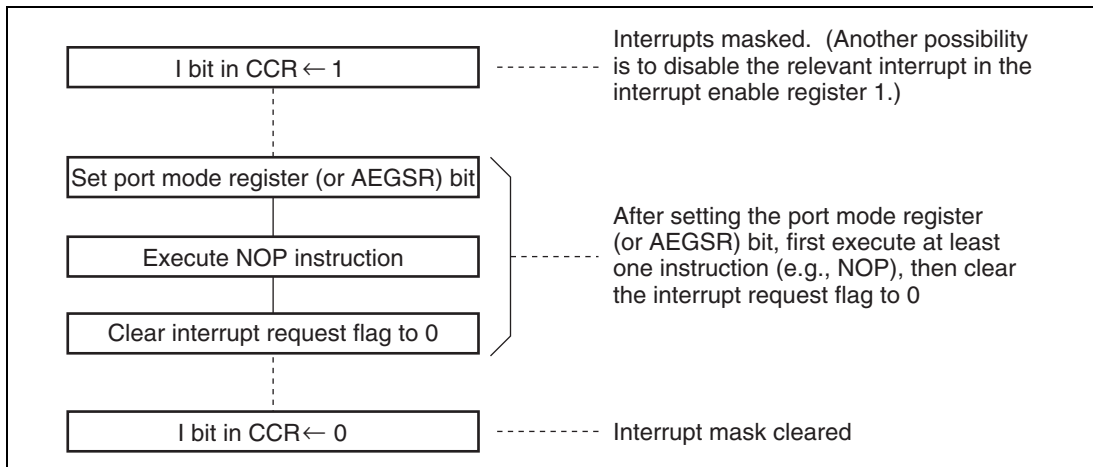 I bit in CCR ← 1
Interrupts masked. (Another possibility
is to disable the relevant interrupt in the
interrupt enable register 1.)
Set port mode register (or AEGSR) bit
Execute NOP instruction
Clear interrupt request flag to 0
After setting the port mode register
(or AEGSR) bit, first execute at least
one instruction (e.g., NOP), then clear
the interrupt request flag to 0
I bit in CCR ← 0
Interrupt mask cleared